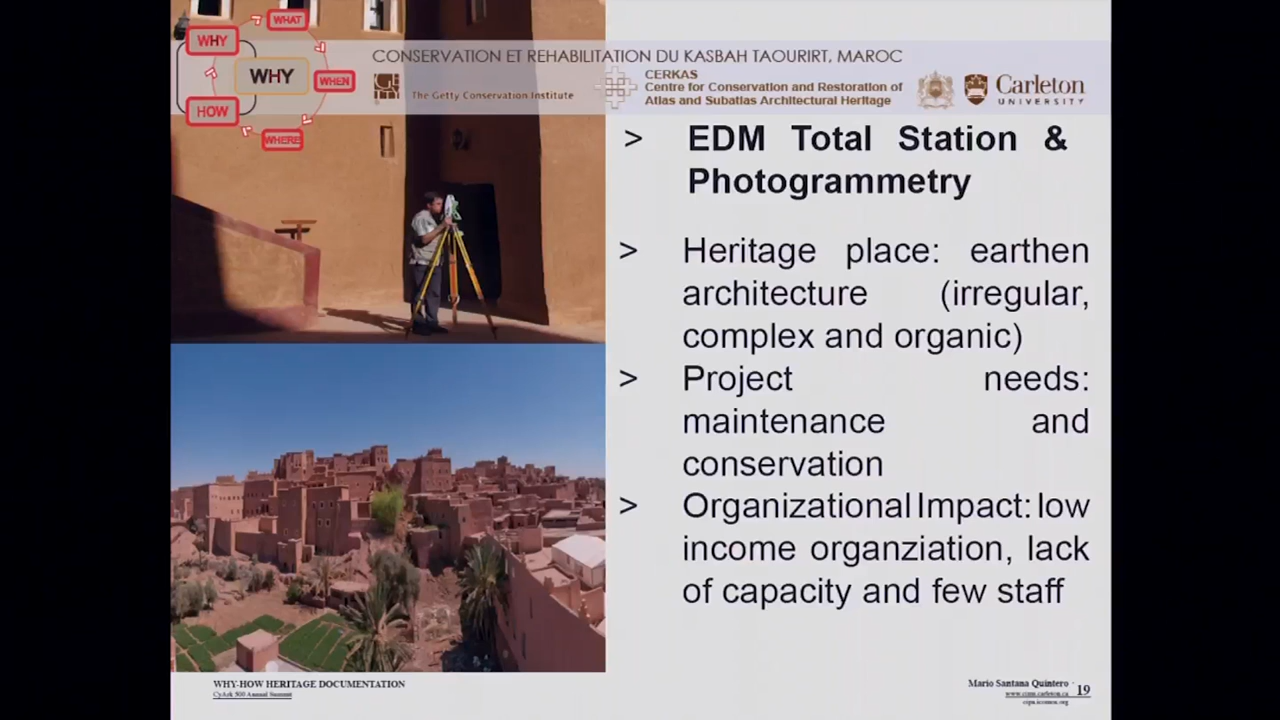 WHAT
WHY
WHY
WHEN
HOW
WHERE
CONSERVATION ET REHABILITATION DU KASBAH TAOURIRT, MAROC
The Getty Conservation Institute
CERKAS
Centre for Conservation and Restoration of
Atlas and Subatlas Architectural Heritage
Carleton
UNIVERSITY
> EDM Total Station &
Photogrammetry
> Heritage place: earthen
architecture (irregular,
complex and organic)
> Project needs:
maintenance and
conservation
> Organizational Impact: low
income organziation, lack
of capacity and few staff
WHY-HOW HERITAGE DOCUMENTATION
CyArk 500 Annual Summit
Mario Santana Quintero
www.cims.carleton.ca
cipa.icomos.org
19